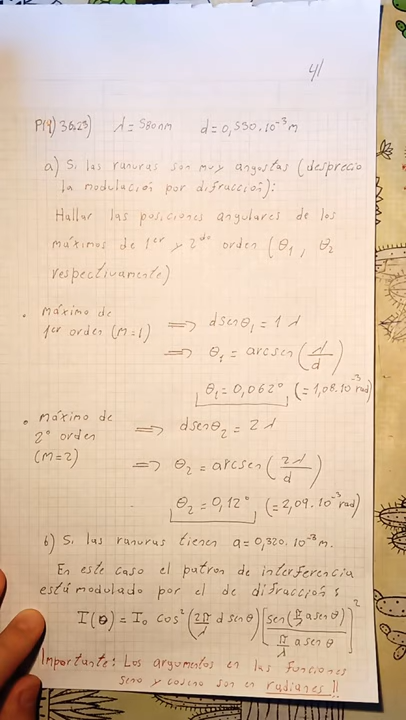 4/
P(4) 36.23) λ = 580nm d = 0,530.10⁻³ m
a) Si las ranuras son muy angostas (desprecio
la modulación por difracción):
Hallar las posiciones angulares de los
máximos de 1er y 2do orden (θ₁, θ₂
respectivamente)
• máximo de
1er orden (m=1) ⟹ d sen θ₁ = 1 λ
⟹ θ₁ = arcsen (λ/d)
θ₁ = 0,062° (= 1,08.10⁻³ rad)
• máximo de
2° orden
(m=2) ⟹ d sen θ₂ = 2 λ
⟹ θ₂ = arcsen (2λ/d)
θ₂ = 0,12° (= 2,09.10⁻³ rad)
b) Si las ranuras tienen a = 0,320.10⁻³ m.
En este caso el patron de interferencia
está modulado por el de difracción:
I(θ) = I₀ cos² (2π/λ d sen θ) [sen(π/λ a sen θ) / π/λ a sen θ]²
Importante: Los argumentos en las funciones
seno y coseno son en radianes!!